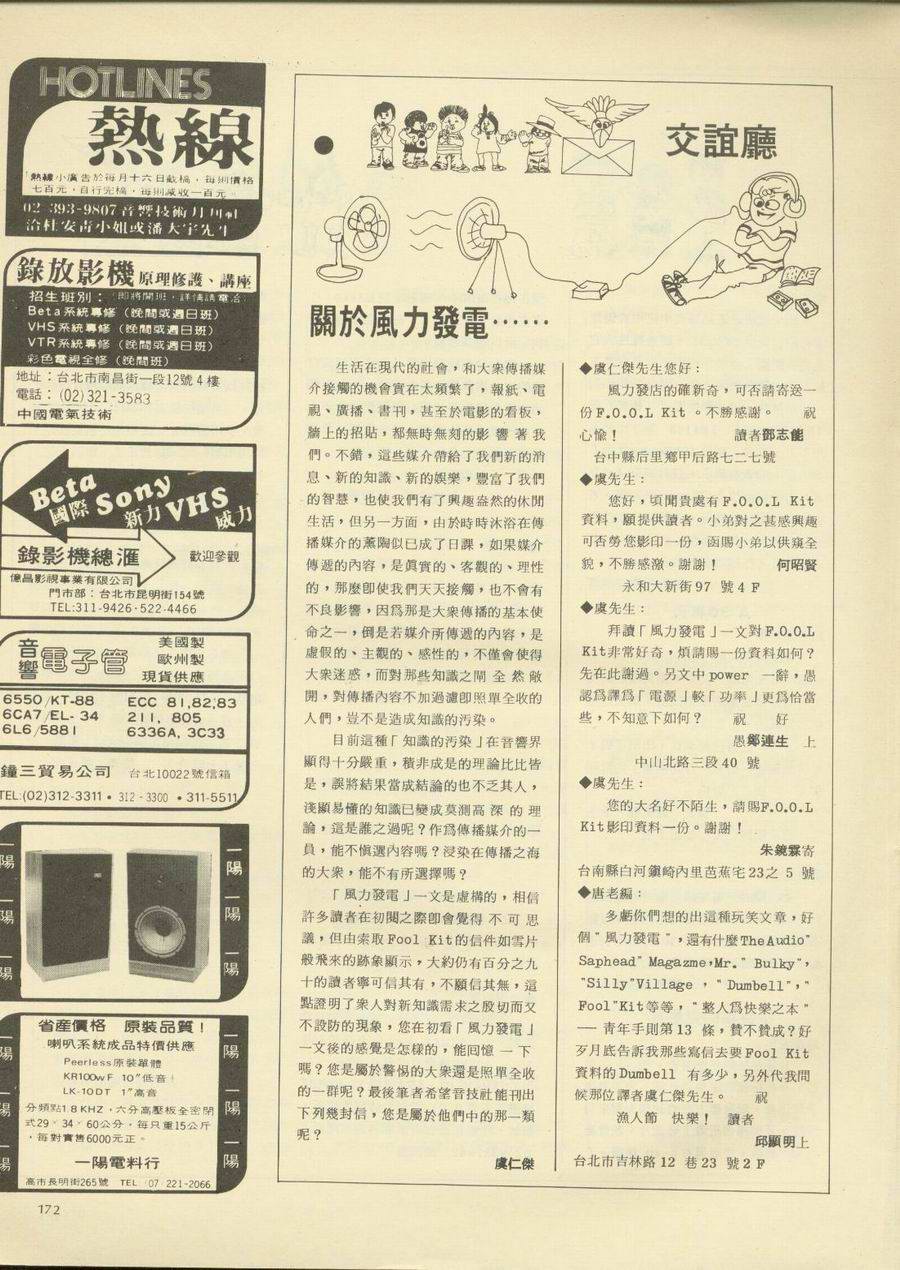 HOTLINES
熱線
熱線小廣告於每月十六日截稿,每則價格
七百元,自行完稿,每則减收一百元。
02-393-9807音響技術月刊社
洽杜安甫小姐或潘大宇先生
錄放影機原理修護、講座
招生班別:即將開班,詳情請電洽
Beta系統專修(晚間或週日班)
VHS系統專修(晚間或週日班)
VTR系統專修(晚間或週日班)
彩色電視全修(晚間班)
地址:台北市南昌街一段12號4樓
電話:(02)321-3583
中國電氣技術
Beta
國際 Sony
新力 VHS
威力
錄影機總滙
歡迎參觀
億昌影視事業有限公司
門市部:台北市昆明街154號
TEL:311-9426·522-4466
音響電子管
美國製
歐州製
現貨供應
6550/KT-88 ECC 81,82,83
6CA7/EL-34 211, 805
6L6/5881 6336A, 3C33
鐘三貿易公司 台北10022號信箱
TEL:(02)312-3311•312-3300•311-5511
一陽
一陽
一陽
一陽
一陽
一陽
省產價格 原裝品質!
喇叭系統成品特價供應
Peerless原裝單體
KR100wF 10"低音
LK-10DT 1"高音
分頻點1.8KHZ,六分高壓板全密閉
式29×34×60公分,每只重15公斤
,每對實售6000元正。
一陽電料行
高市長明街265號 TEL (07)221-2066
一陽
一陽
一陽
一陽
172
交誼廳
關於風力發電……
生活在現代的社會,和大衆傳播媒
介接觸的機會實在太頻繁了,報紙、電
視、廣播、書刊,甚至於電影的看板,
牆上的招貼,都無時無刻的影響著我
們。不錯,這些媒介帶給了我們新的消
息、新的知識、新的娛樂,豐富了我們
的智慧,也使我們有了興趣盎然的休閒
生活,但另一方面,由於時時沐浴在傳
播媒介的薰陶似已成了日課,如果媒介
傳遞的內容,是眞實的、客觀的、理性
的,那麼卽使我們天天接觸,也不會有
不良影響,因爲那是大衆傳播的基本使
命之一,倒是若媒介所傳遞的內容,是
虛假的、主觀的、感性的,不僅會使得
大衆迷惑,而對那些知識之閘全然敞
開,對傳播內容不加過濾卽照單全收的
人們,豈不是造成知識的污染。
目前這種「知識的污染」在音響界
顯得十分嚴重,積非成是的理論比比皆
是,誤將結果當成結論的也不乏其人,
淺顯易懂的知識已變成莫測高深的理
論,這是誰之過呢?作爲傳播媒介的一
員,能不愼選內容嗎?浸染在傳播之海
的大衆,能不有所選擇嗎?
「風力發電」一文是虛構的,相信
許多讀者在初閱之際卽會覺得不可思
議,但由索取Fool Kit的信件如雪片
般飛來的跡象顯示,大約仍有百分之九
十的讀者寧可信其有,不願信其無,這
點證明了衆人對新知識需求之殷切而又
不設防的現象,您在初看「風力發電」
一文後的感覺是怎樣的,能囘憶一下
嗎?您是屬於警惕的大衆還是照單全收
的一群呢?最後筆者希望音技社能刊出
下列幾封信,您是屬於他們中的那一類
呢?
虞仁傑
◆虞仁傑先生您好:
風力發店的確新奇,可否請寄送一
份F.O.O.L Kit。不勝感謝。 祝
心愉! 讀者鄧志能
台中縣后里鄉甲后路七二七號
◆虞先生:
您好,頃聞貴處有F.O.O.L Kit
資料,願提供讀者。小弟對之甚感興趣
可否勞您影印一份,函賜小弟以供窺全
貌,不勝感激。謝謝! 何昭賢
永和大新街97號4F
◆虞先生:
拜讀「風力發電」一文對F.O.O.L
Kit非常好奇,煩請賜一份資料如何?
先在此謝過。另文中power一辭,愚
認爲譯爲「電源」較「功率」更爲恰當
些,不知意下如何? 祝 好
愚鄭連生 上
中山北路三段40號
◆虞先生:
您的大名好不陌生,請賜F.O.O.L
Kit影印資料一份。謝謝!
朱鏡霖寄
台南縣白河鎭崎內里芭蕉宅23之5號
◆唐老編:
多虧你們想的出這種玩笑文章,好
個"風力發電",還有什麼TheAudio"
Saphead"Magazme,Mr."Bulky",
"Silly"Village,"Dumbell","
Fool"Kit等等,"整人爲快樂之本"
──青年手則第13條,贊不贊成?好
歹月底告訴我那些寫信去要Fool Kit
資料的Dumbell有多少,另外代我問
候那位譯者虞仁傑先生。 祝
漁人節 快樂! 讀者
邱顯明上
台北市吉林路12巷23號2F